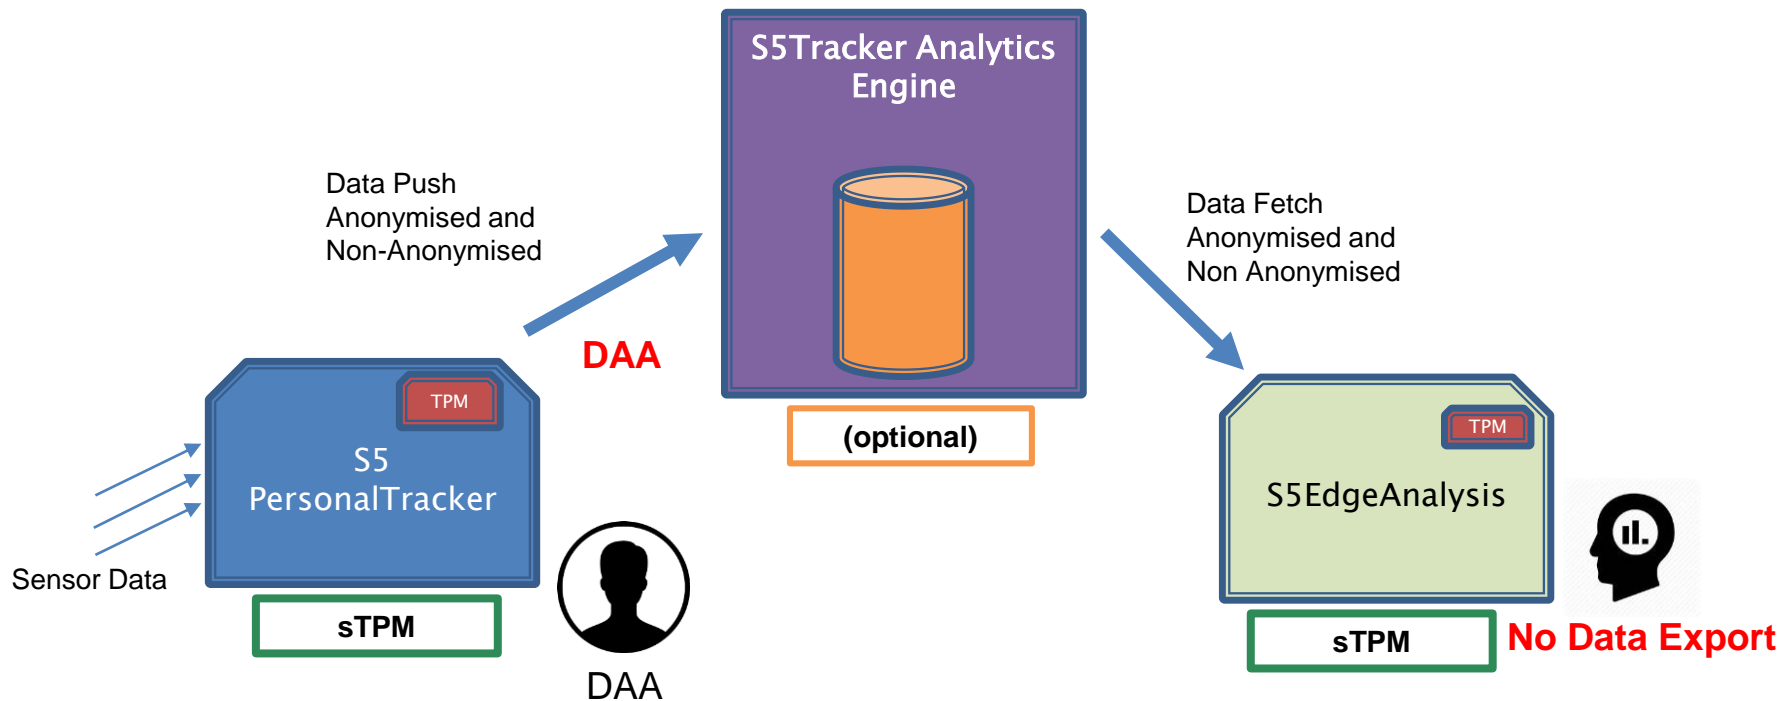 S5Tracker Analytics
Engine
Data Push
Anonymised and
Non-Anonymised
Data Fetch
Anonymised and
Non Anonymised
DAA
TPM
S5
PersonalTracker
(optional)
TPM
S5EdgeAnalysis
Sensor Data
sTPM
DAA
sTPM
No Data Export